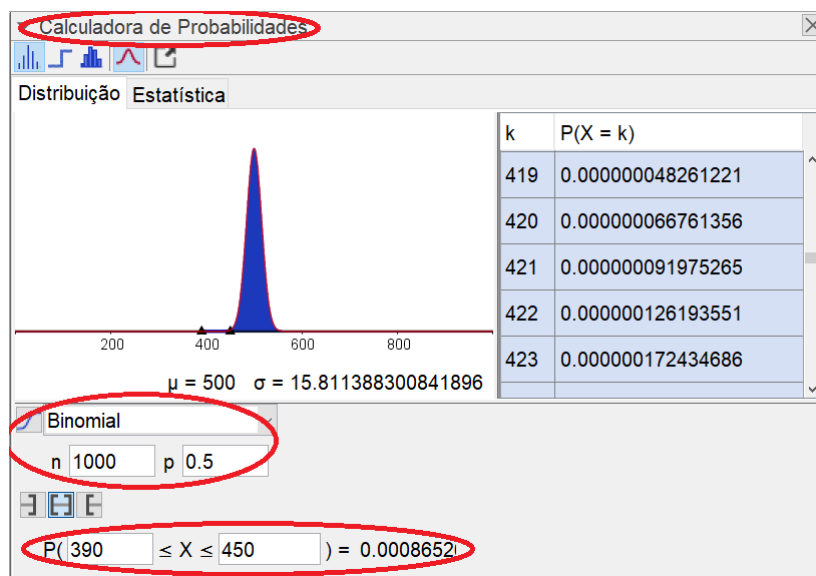 Calculadora de Probabilidades
Distribuição Estatística
k P(X = k)
419 0.000000048261221
420 0.000000066761356
421 0.000000091975265
422 0.000000126193551
423 0.000000172434686
200 400 600 800
μ = 500 σ = 15.811388300841896
Binomial
n 1000 p 0.5
P( 390 ≤ X ≤ 450 ) = 0.0008652